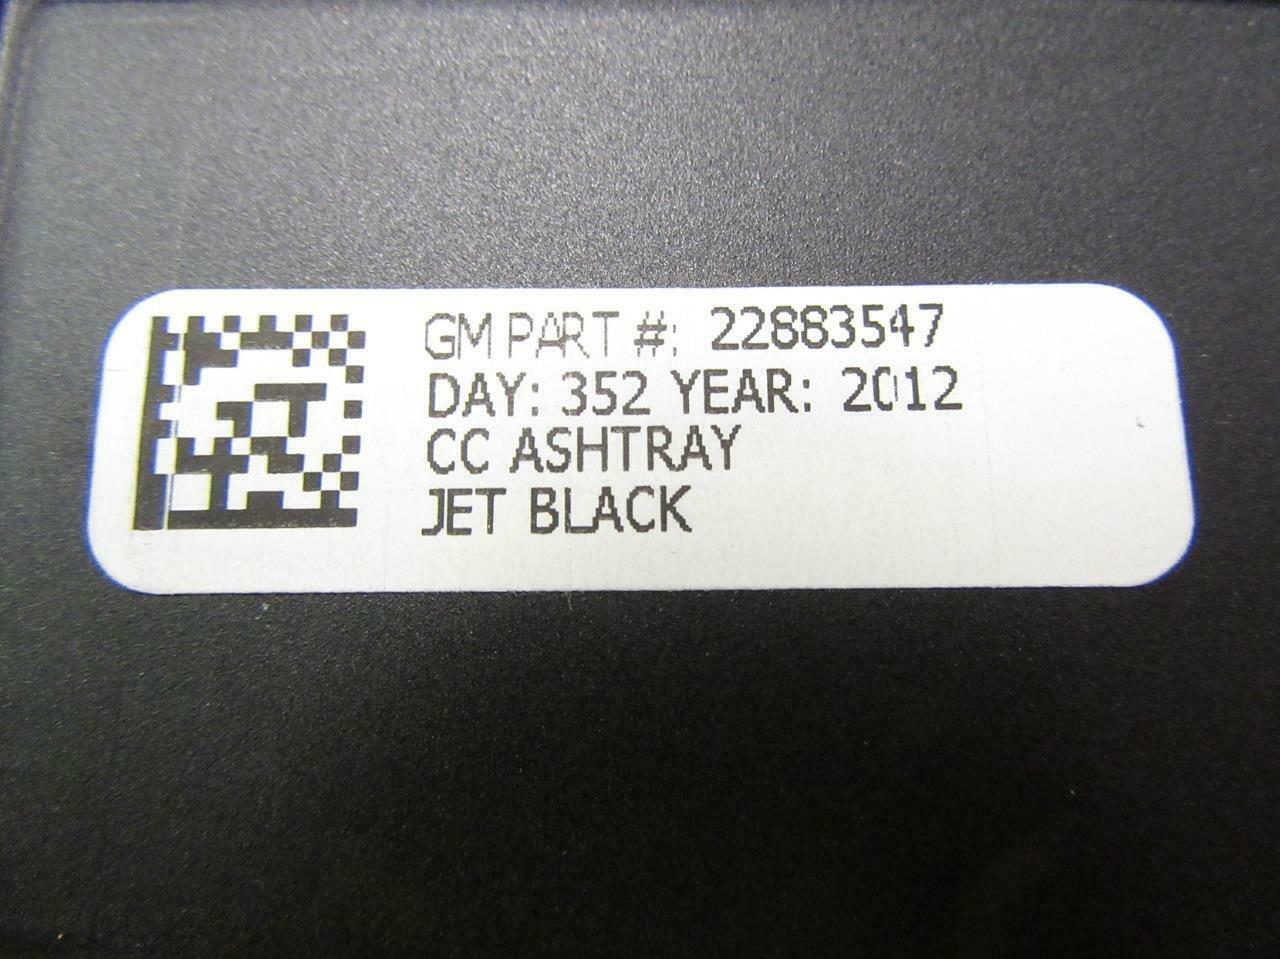 GM PART #: 22883547
DAY: 352 YEAR: 2012
CC ASHTRAY
JET BLACK